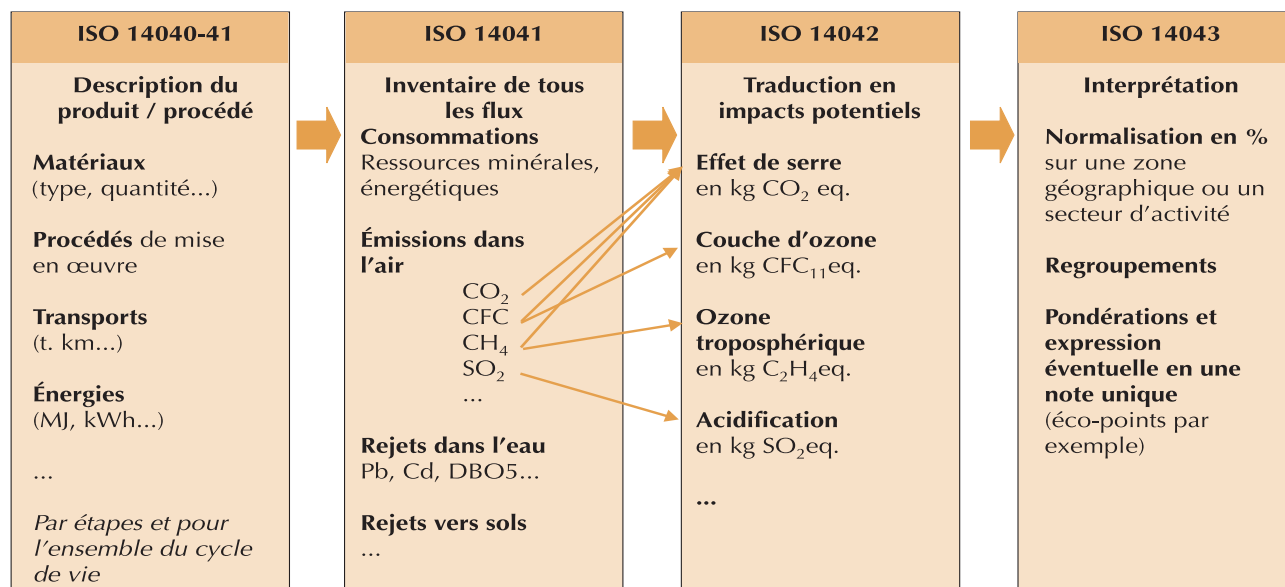 ISO 14040-41
Description du
produit / procédé
Matériaux
(type, quantité...)
Procédés de mise
en œuvre
Transports
(t. km...)
Énergies
(MJ, kWh...)
...
Par étapes et pour
l’ensemble du cycle
de vie
ISO 14041
Inventaire de tous
les flux
Consommations
Ressources minérales,
énergétiques
Émissions dans
l’air
CO₂
CFC
CH₄
SO₂
...
Rejets dans l’eau
Pb, Cd, DBO5...
Rejets vers sols
...
ISO 14042
Traduction en
impacts potentiels
Effet de serre
en kg CO₂ eq.
Couche d’ozone
en kg CFC₁₁eq.
Ozone
troposphérique
en kg C₂H₄eq.
Acidification
en kg SO₂eq.
...
ISO 14043
Interprétation
Normalisation en %
sur une zone
géographique ou un
secteur d’activité
Regroupements
Pondérations et
expression
éventuelle en une
note unique
(éco-points par
exemple)